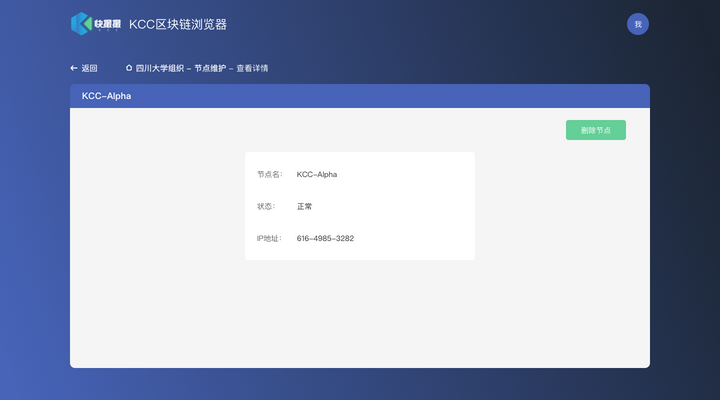 快墨星 KCC区块链浏览器
我
返回
四川大学组织 - 节点维护 - 查看详情
KCC-Alpha
删除节点
节点名： KCC-Alpha
状态： 正常
IP地址： 616-4985-3282